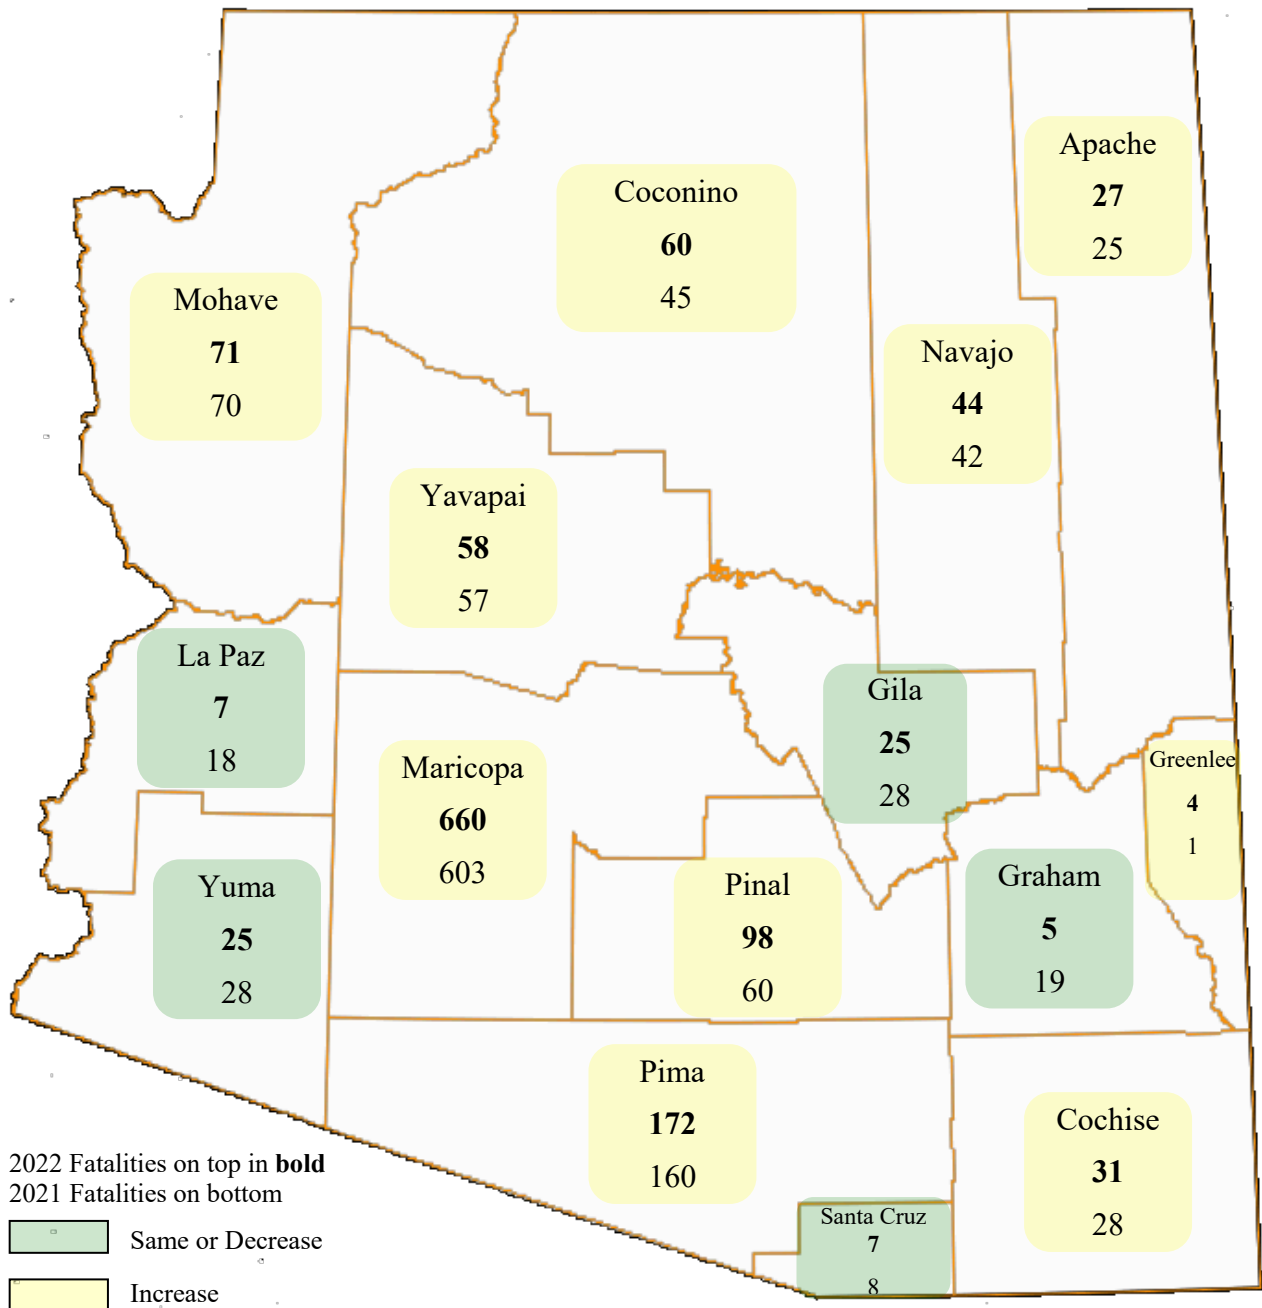 Apache
27
25
Coconino
60
45
Mohave
71
70
Navajo
44
42
Yavapai
58
57
La Paz
7
18
Gila
25
28
Maricopa
660
603
Greenlee
4
1
Yuma
25
28
Pinal
98
60
Graham
5
19
Pima
172
160
Cochise
31
28
Santa Cruz
7
8
2022 Fatalities on top in bold
2021 Fatalities on bottom
Same or Decrease
Increase